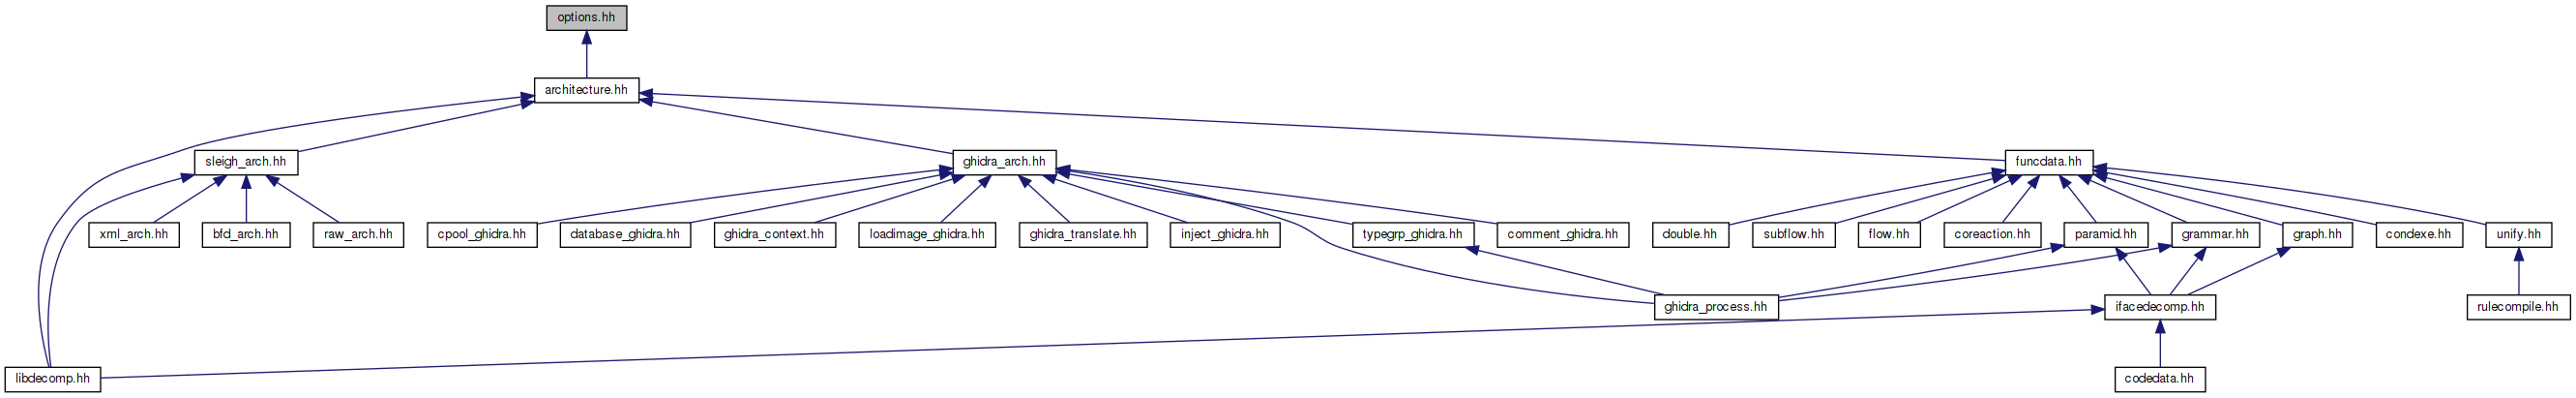 options.hh
architecture.hh
sleigh_arch.hh
ghidra_arch.hh
funcdata.hh
xml_arch.hh
bfd_arch.hh
raw_arch.hh
cpool_ghidra.hh
database_ghidra.hh
ghidra_context.hh
loadimage_ghidra.hh
ghidra_translate.hh
inject_ghidra.hh
typegrp_ghidra.hh
comment_ghidra.hh
double.hh
subflow.hh
flow.hh
coreaction.hh
paramid.hh
grammar.hh
graph.hh
condexe.hh
unify.hh
ghidra_process.hh
ifacedecomp.hh
rulecompile.hh
libdecomp.hh
codedata.hh